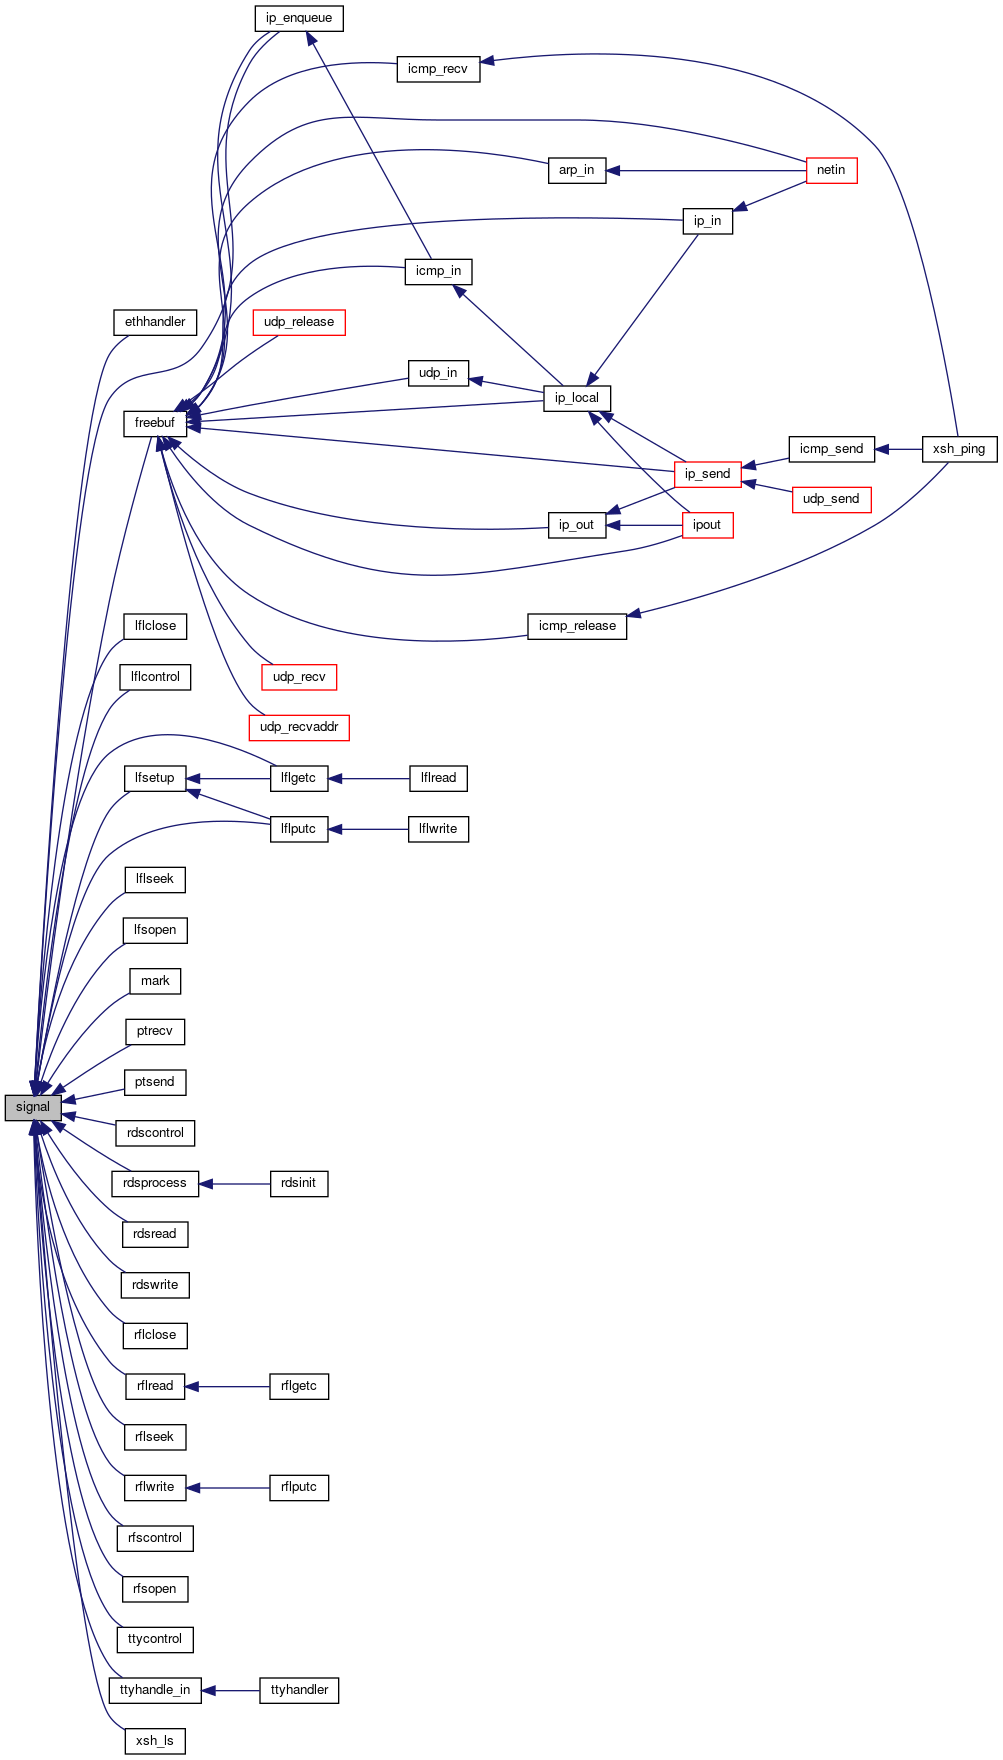 ip_enqueue
icmp_recv
arp_in
netin
ip_in
icmp_in
ethhandler
udp_release
udp_in
ip_local
freebuf
icmp_send
xsh_ping
ip_send
udp_send
ip_out
ipout
lflclose
icmp_release
lflcontrol
udp_recv
udp_recvaddr
lfsetup
lflgetc
lflread
lflputc
lflwrite
lflseek
lfsopen
mark
ptrecv
ptsend
signal
rdscontrol
rdsprocess
rdsinit
rdsread
rdswrite
rflclose
rflread
rflgetc
rflseek
rflwrite
rflputc
rfscontrol
rfsopen
ttycontrol
ttyhandle_in
ttyhandler
xsh_ls